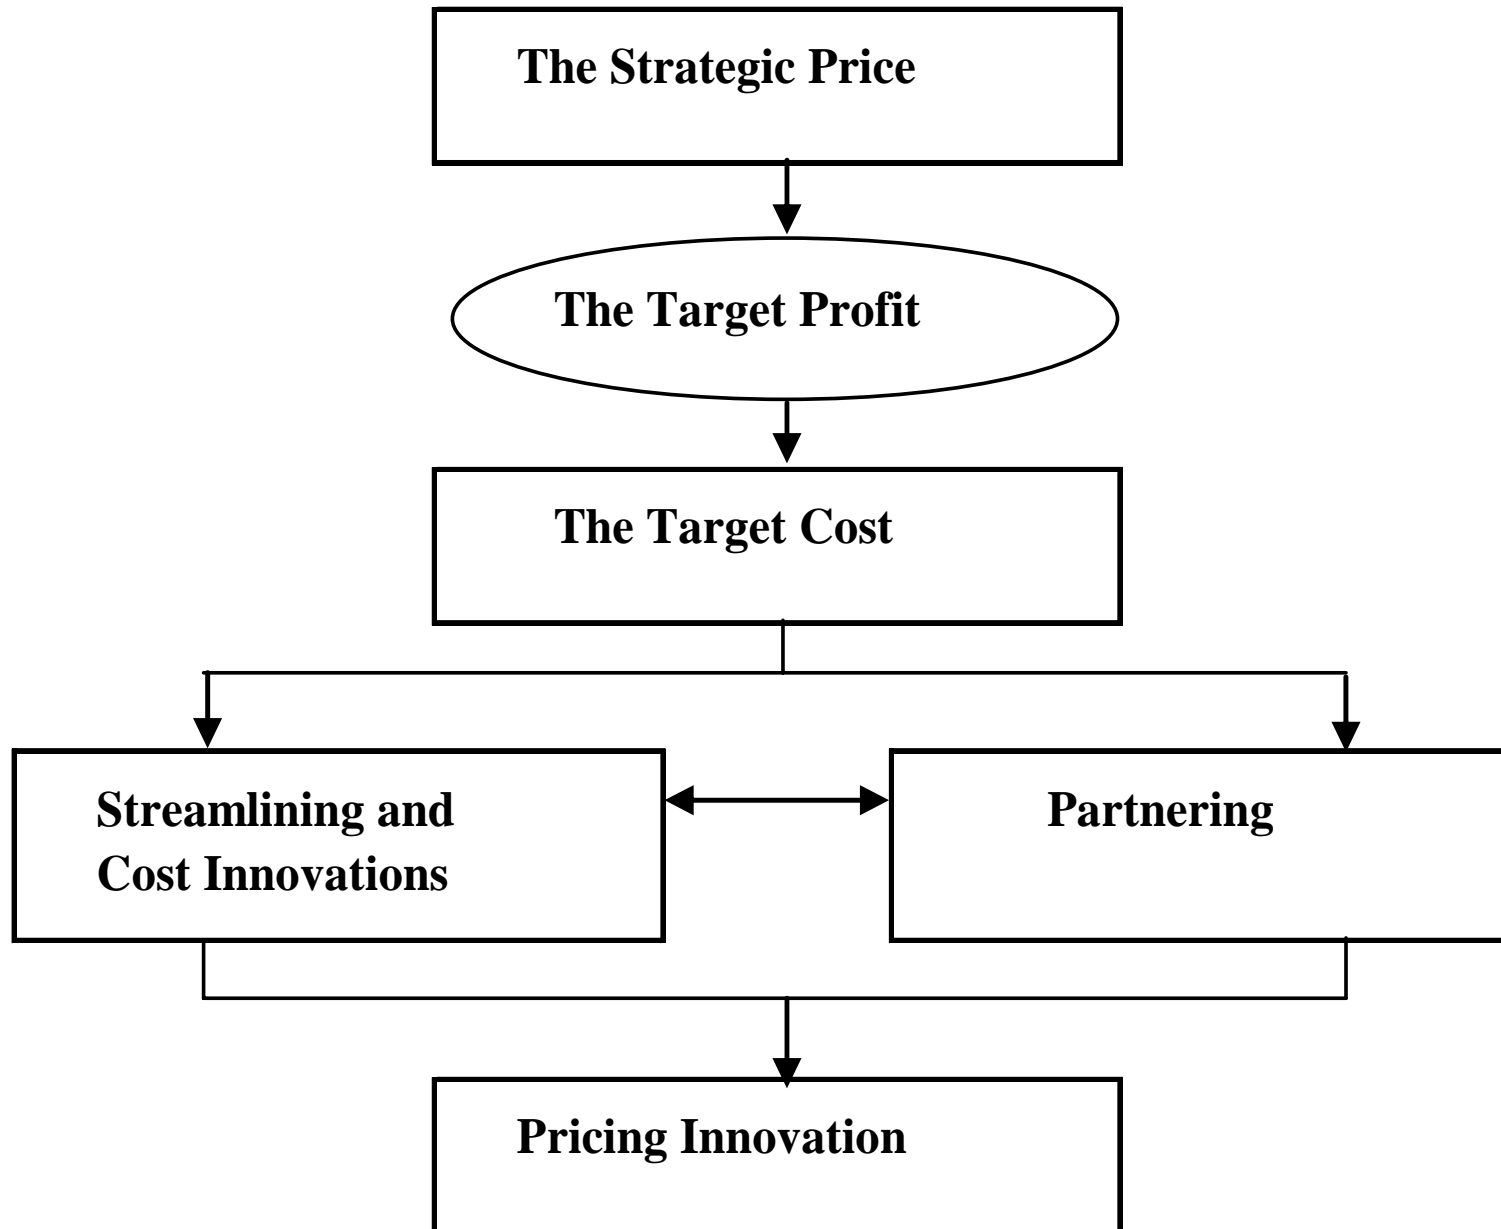 The Strategic Price
The Target Profit
The Target Cost
Streamlining and
Cost Innovations
Partnering
Pricing Innovation